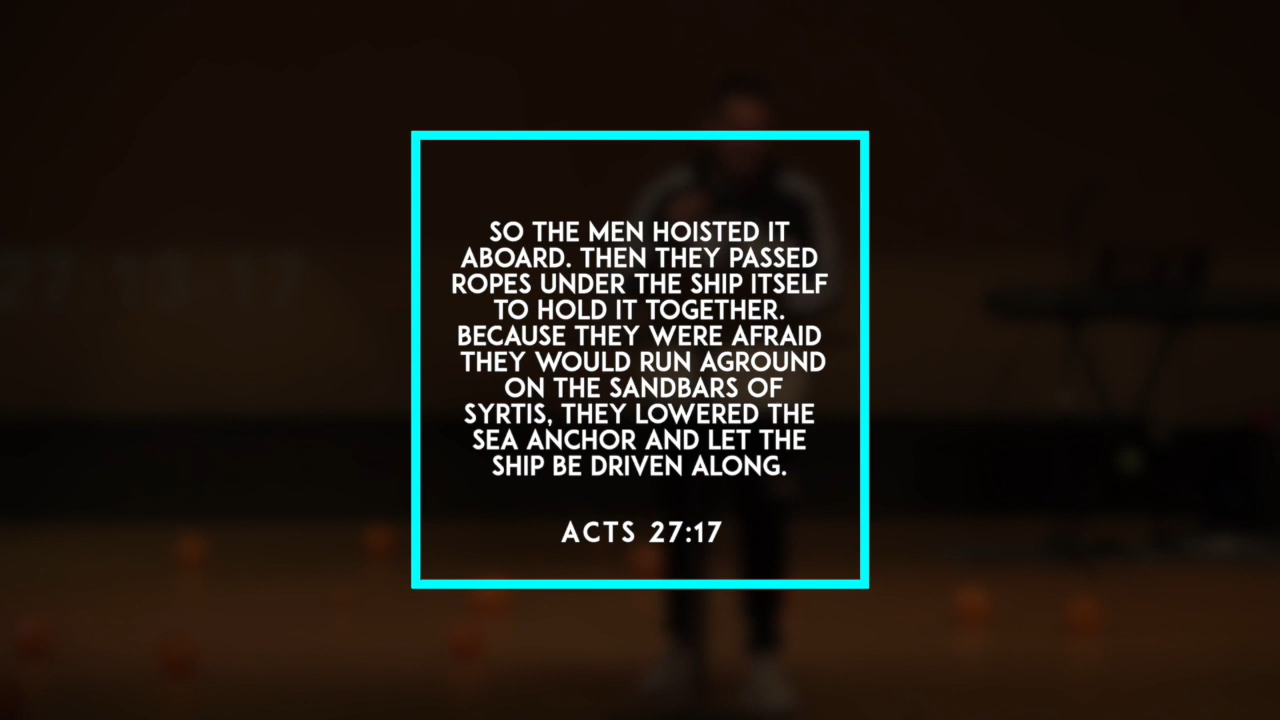 SO THE MEN HOISTED IT
ABOARD. THEN THEY PASSED
ROPES UNDER THE SHIP ITSELF
TO HOLD IT TOGETHER.
BECAUSE THEY WERE AFRAID
THEY WOULD RUN AGROUND
ON THE SANDBARS OF
SYRTIS, THEY LOWERED THE
SEA ANCHOR AND LET THE
SHIP BE DRIVEN ALONG.
ACTS 27:17